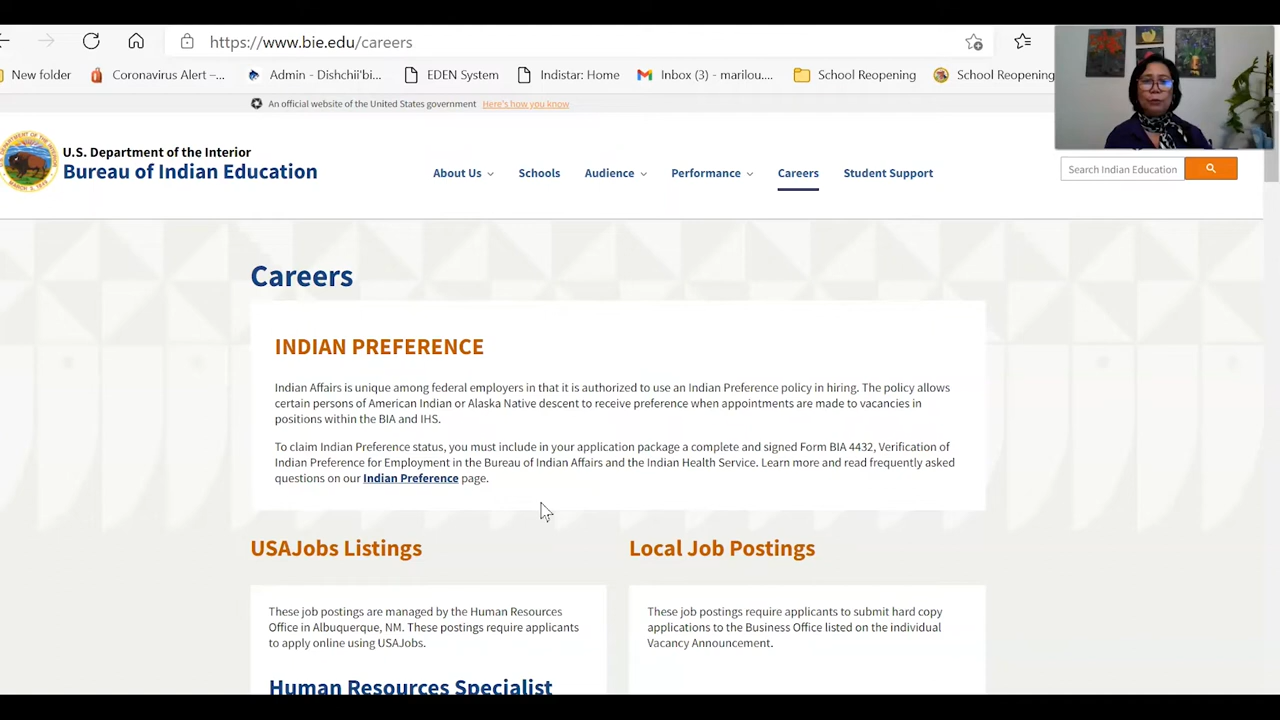 https://www.bie.edu/careers
New folder
Coronavirus Alert –...
Admin - Dishchii'bi...
EDEN System
Indistar: Home
Inbox (3) - marilou....
School Reopening
School Reopening
An official website of the United States government Here's how you know
U.S. Department of the Interior
Bureau of Indian Education
About Us
Schools
Audience
Performance
Careers
Student Support
Search Indian Education
Careers
INDIAN PREFERENCE
Indian Affairs is unique among federal employers in that it is authorized to use an Indian Preference policy in hiring. The policy allows
certain persons of American Indian or Alaska Native descent to receive preference when appointments are made to vacancies in
positions within the BIA and IHS.
To claim Indian Preference status, you must include in your application package a complete and signed Form BIA 4432, Verification of
Indian Preference for Employment in the Bureau of Indian Affairs and the Indian Health Service. Learn more and read frequently asked
questions on our Indian Preference page.
USAJobs Listings
These job postings are managed by the Human Resources
Office in Albuquerque, NM. These postings require applicants
to apply online using USAJobs.
Human Resources Specialist
Local Job Postings
These job postings require applicants to submit hard copy
applications to the Business Office listed on the individual
Vacancy Announcement.